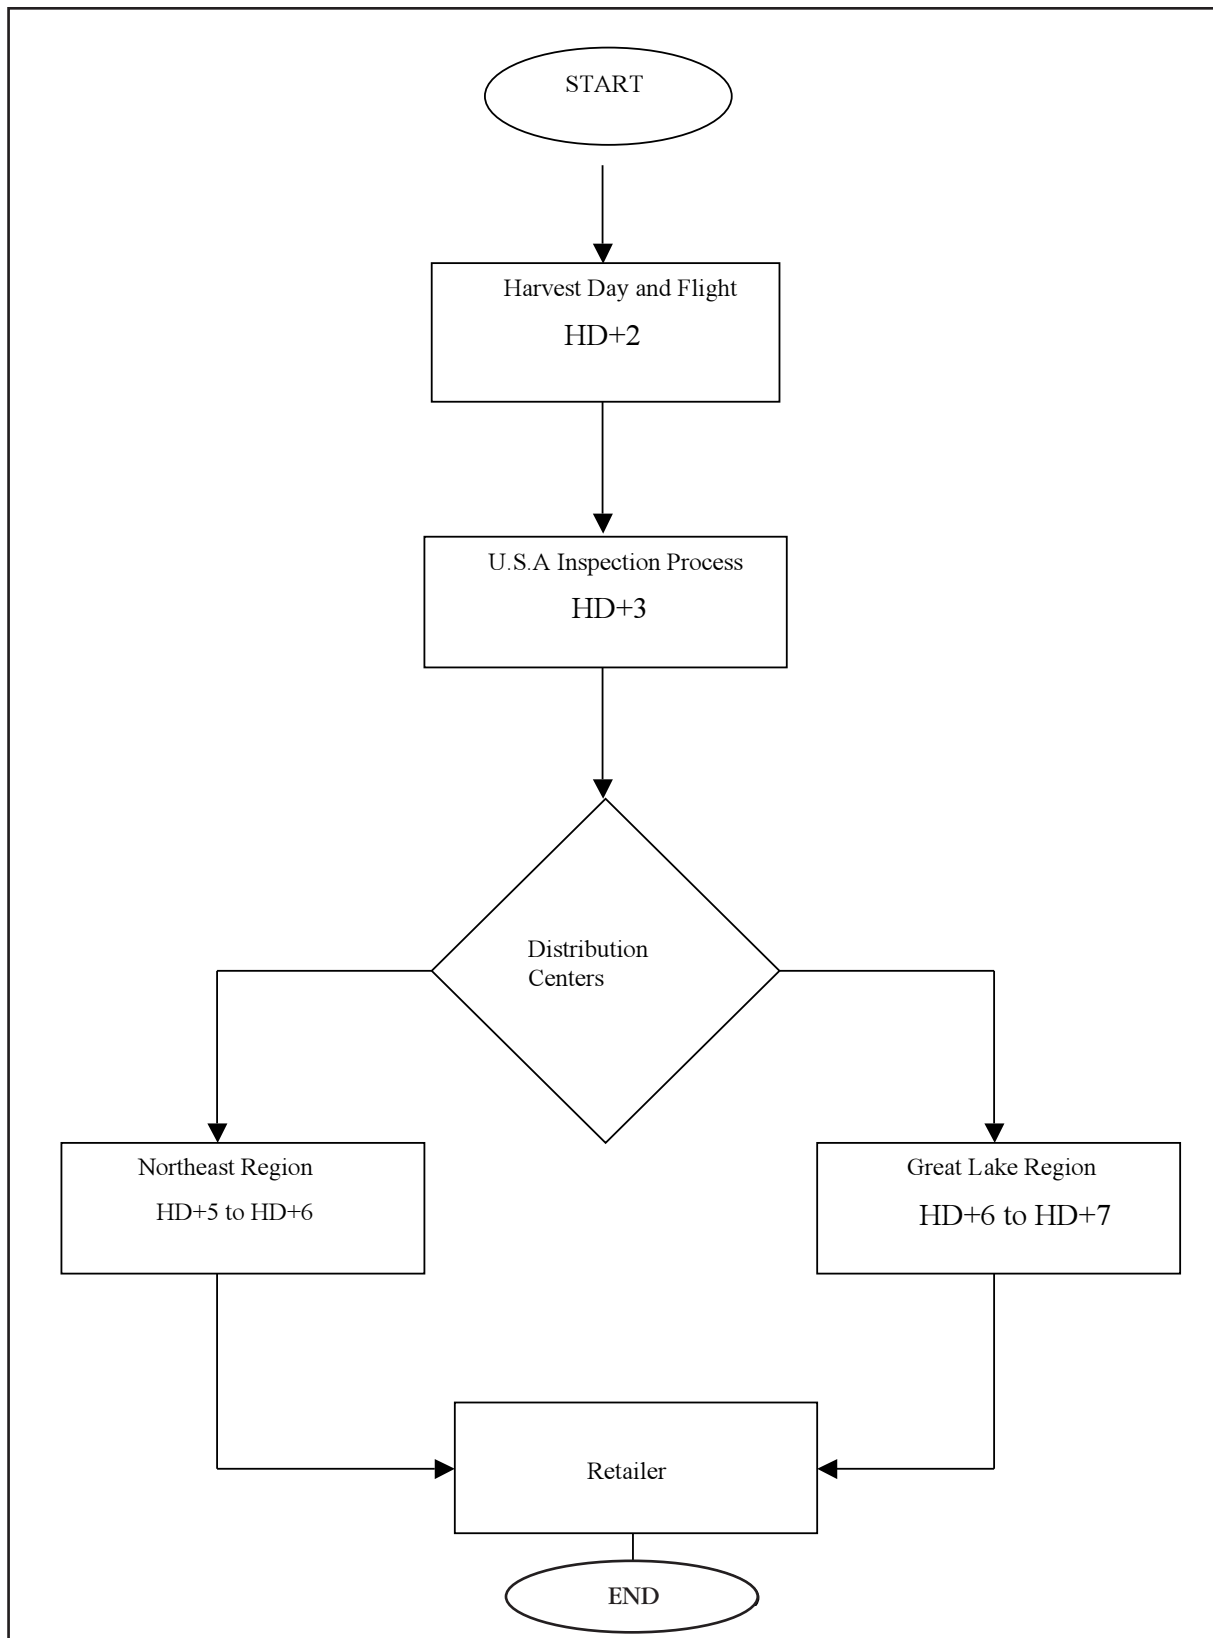 START
Harvest Day and Flight
HD+2
U.S.A Inspection Process
HD+3
Distribution
Centers
Northeast Region
HD+5 to HD+6
Great Lake Region
HD+6 to HD+7
Retailer
END